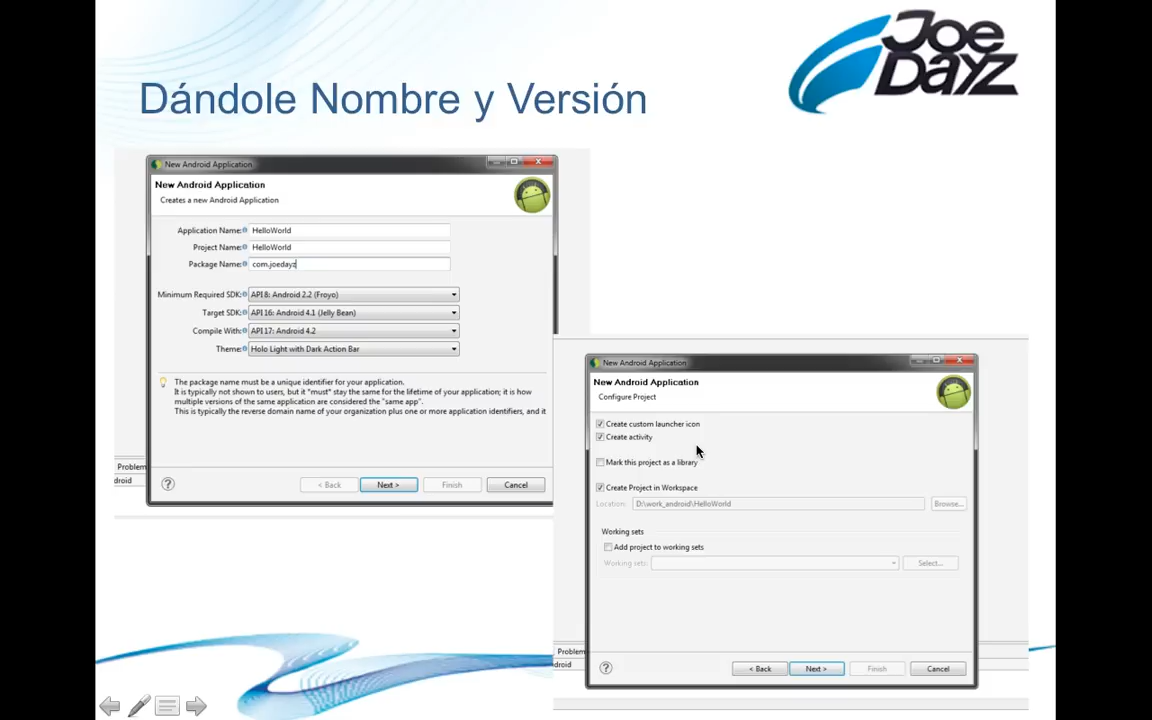 Joe
Dayz
Dándole Nombre y Versión
New Android Application
New Android Application
Creates a new Android Application
Application Name: HelloWorld
Project Name: HelloWorld
Package Name: com.joedayz
Minimum Required SDK: API 8: Android 2.2 (Froyo)
Target SDK: API 16: Android 4.1 (Jelly Bean)
Compile With: API 17: Android 4.2
Theme: Holo Light with Dark Action Bar
The package name must be a unique identifier for your application.
It is typically not shown to users, but it *must* stay the same for the lifetime of your application; it is how
multiple versions of the same application are considered the "same app".
This is typically the reverse domain name of your organization plus one or more application identifiers, and it
Problem
droid
? < Back Next > Finish Cancel
New Android Application
New Android Application
Configure Project
Create custom launcher icon
Create activity
Mark this project as a library
Create Project in Workspace
Location: D:\work_android\HelloWorld Browse...
Working sets
Add project to working sets
Working sets: Select...
Problem
droid
? < Back Next > Finish Cancel